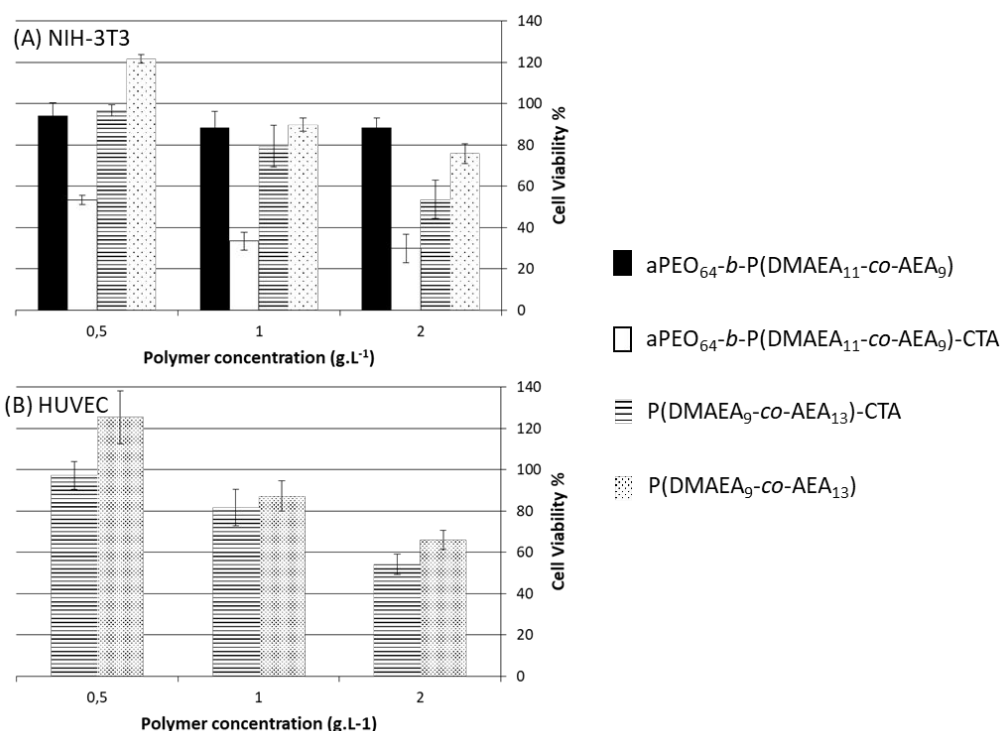 (A) NIH-3T3
140
120
100
80
60
40
20
0
Cell Viability %
0,5 1 2
Polymer concentration (g.L⁻¹)
(B) HUVEC
140
120
100
80
60
40
20
0
Cell Viability %
0,5 1 2
Polymer concentration (g.L-1)
aPEO₆₄-b-P(DMAEA₁₁-co-AEA₉)
aPEO₆₄-b-P(DMAEA₁₁-co-AEA₉)-CTA
P(DMAEA₉-co-AEA₁₃)-CTA
P(DMAEA₉-co-AEA₁₃)